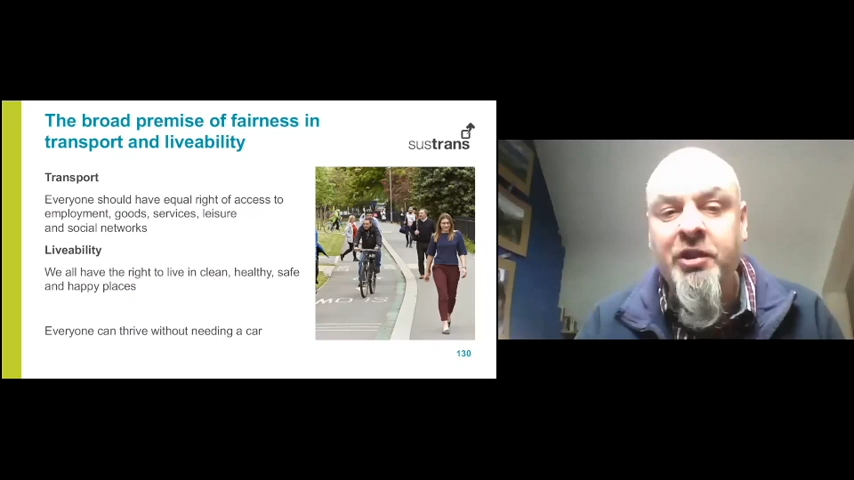 The broad premise of fairness in
transport and liveability
sustrans
Transport
Everyone should have equal right of access to
employment, goods, services, leisure
and social networks
Liveability
We all have the right to live in clean, healthy, safe
and happy places
Everyone can thrive without needing a car
SLOW
130